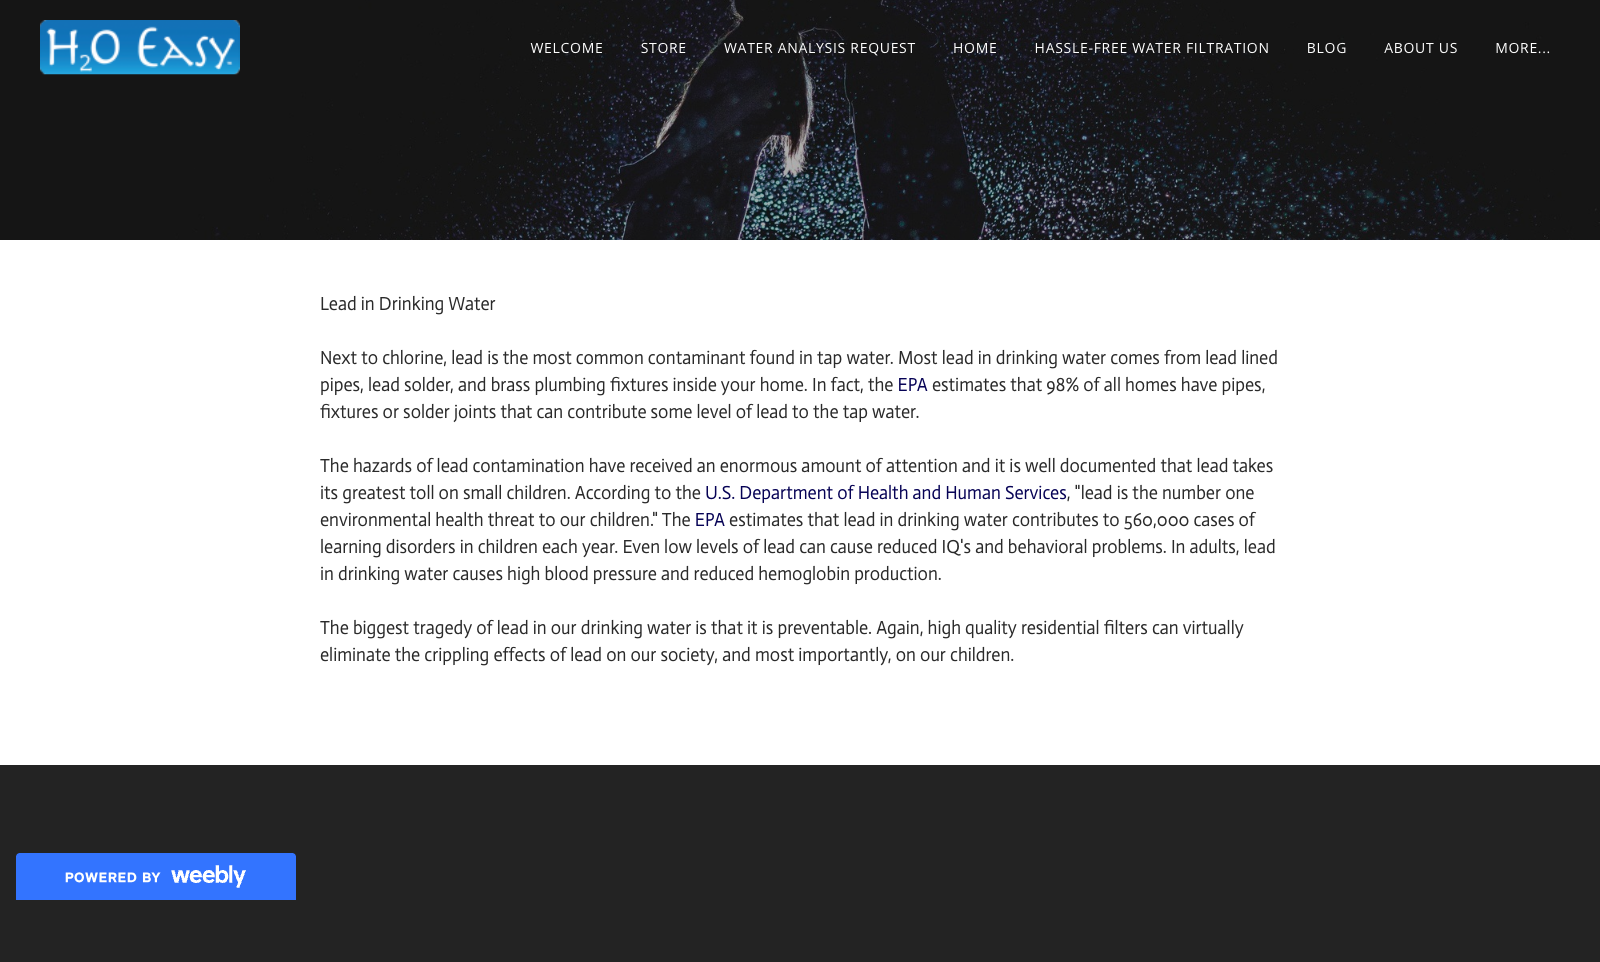 H2O Easy
WELCOME STORE WATER ANALYSIS REQUEST HOME HASSLE-FREE WATER FILTRATION BLOG ABOUT US MORE...
Lead in Drinking Water
Next to chlorine, lead is the most common contaminant found in tap water. Most lead in drinking water comes from lead lined
pipes, lead solder, and brass plumbing fixtures inside your home. In fact, the EPA estimates that 98% of all homes have pipes,
fixtures or solder joints that can contribute some level of lead to the tap water.
The hazards of lead contamination have received an enormous amount of attention and it is well documented that lead takes
its greatest toll on small children. According to the U.S. Department of Health and Human Services, "lead is the number one
environmental health threat to our children." The EPA estimates that lead in drinking water contributes to 560,000 cases of
learning disorders in children each year. Even low levels of lead can cause reduced IQ's and behavioral problems. In adults, lead
in drinking water causes high blood pressure and reduced hemoglobin production.
The biggest tragedy of lead in our drinking water is that it is preventable. Again, high quality residential filters can virtually
eliminate the crippling effects of lead on our society, and most importantly, on our children.
POWERED BY weebly